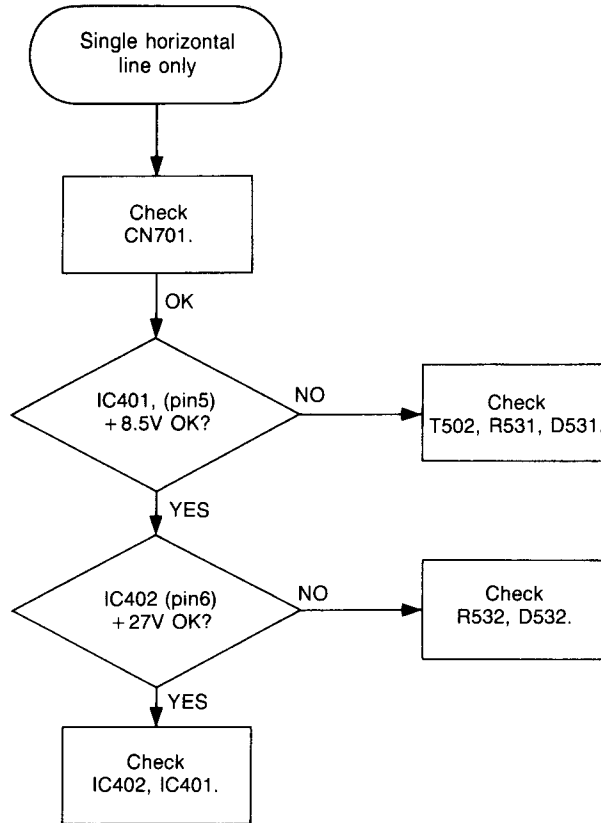 Single horizontal
line only
Check
CN701.
OK
IC401, (pin5)
+8.5V OK?
NO
Check
T502, R531, D531.
YES
IC402 (pin6)
+27V OK?
NO
Check
R532, D532.
YES
Check
IC402, IC401.